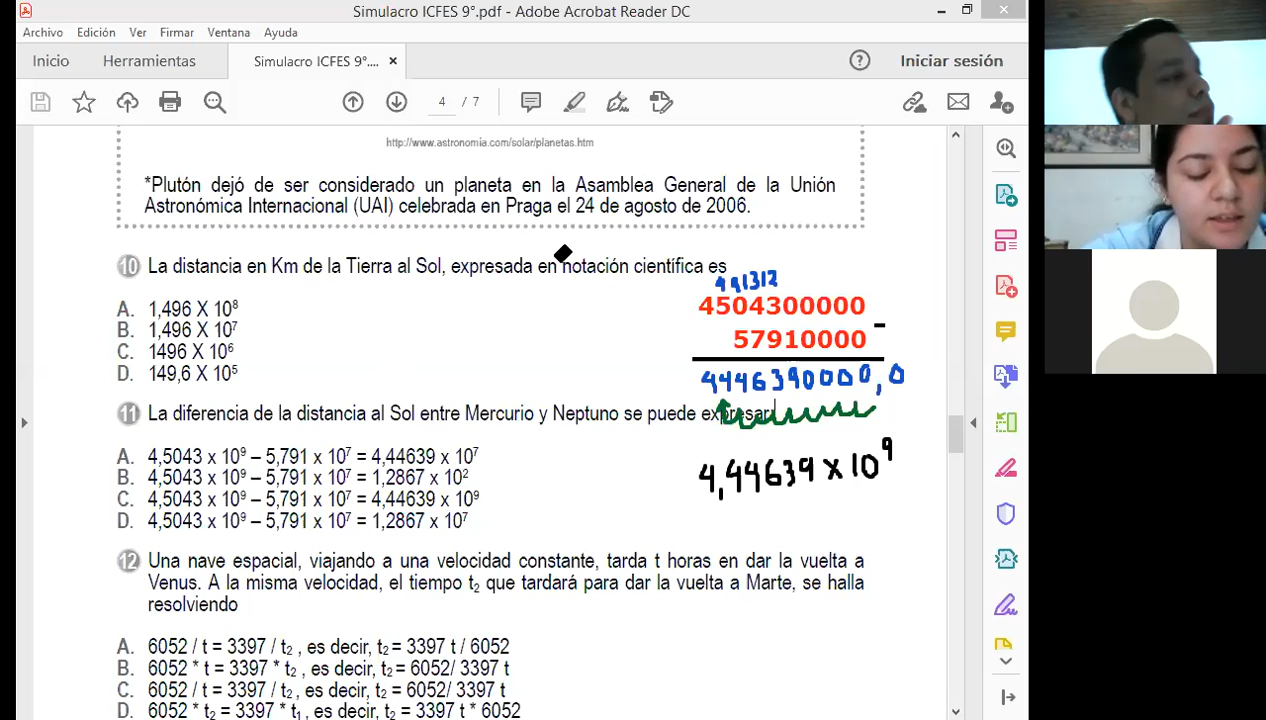 Simulacro ICFES 9°.pdf - Adobe Acrobat Reader DC
Archivo Edición Ver Firmar Ventana Ayuda
Inicio Herramientas Simulacro ICFES 9°.... × ? Iniciar sesión
4 / 7
http://www.astronomia.com/solar/planetas.htm
*Plutón dejó de ser considerado un planeta en la Asamblea General de la Unión
Astronómica Internacional (UAI) celebrada en Praga el 24 de agosto de 2006.
10 La distancia en Km de la Tierra al Sol, expresada en notación científica es
A. 1,496 X 10⁸
B. 1,496 X 10⁷
C. 1496 X 10⁶
D. 149,6 X 10⁵
4504300000
57910000 -
4446390000,0
11 La diferencia de la distancia al Sol entre Mercurio y Neptuno se puede expresar
A. 4,5043 x 10⁹ – 5,791 x 10⁷ = 4,44639 x 10⁷
B. 4,5043 x 10⁹ – 5,791 x 10⁷ = 1,2867 x 10²
C. 4,5043 x 10⁹ – 5,791 x 10⁷ = 4,44639 x 10⁹
D. 4,5043 x 10⁹ – 5,791 x 10⁷ = 1,2867 x 10⁷
4,44639 x 10⁹
12 Una nave espacial, viajando a una velocidad constante, tarda t horas en dar la vuelta a
Venus. A la misma velocidad, el tiempo t₂ que tardará para dar la vuelta a Marte, se halla
resolviendo
A. 6052 / t = 3397 / t₂ , es decir, t₂ = 3397 t / 6052
B. 6052 * t = 3397 * t₂ , es decir, t₂ = 6052/ 3397 t
C. 6052 / t = 3397 / t₂ , es decir, t₂ = 6052/ 3397 t
D. 6052 * t₂ = 3397 * t₁ , es decir, t₂ = 3397 t * 6052